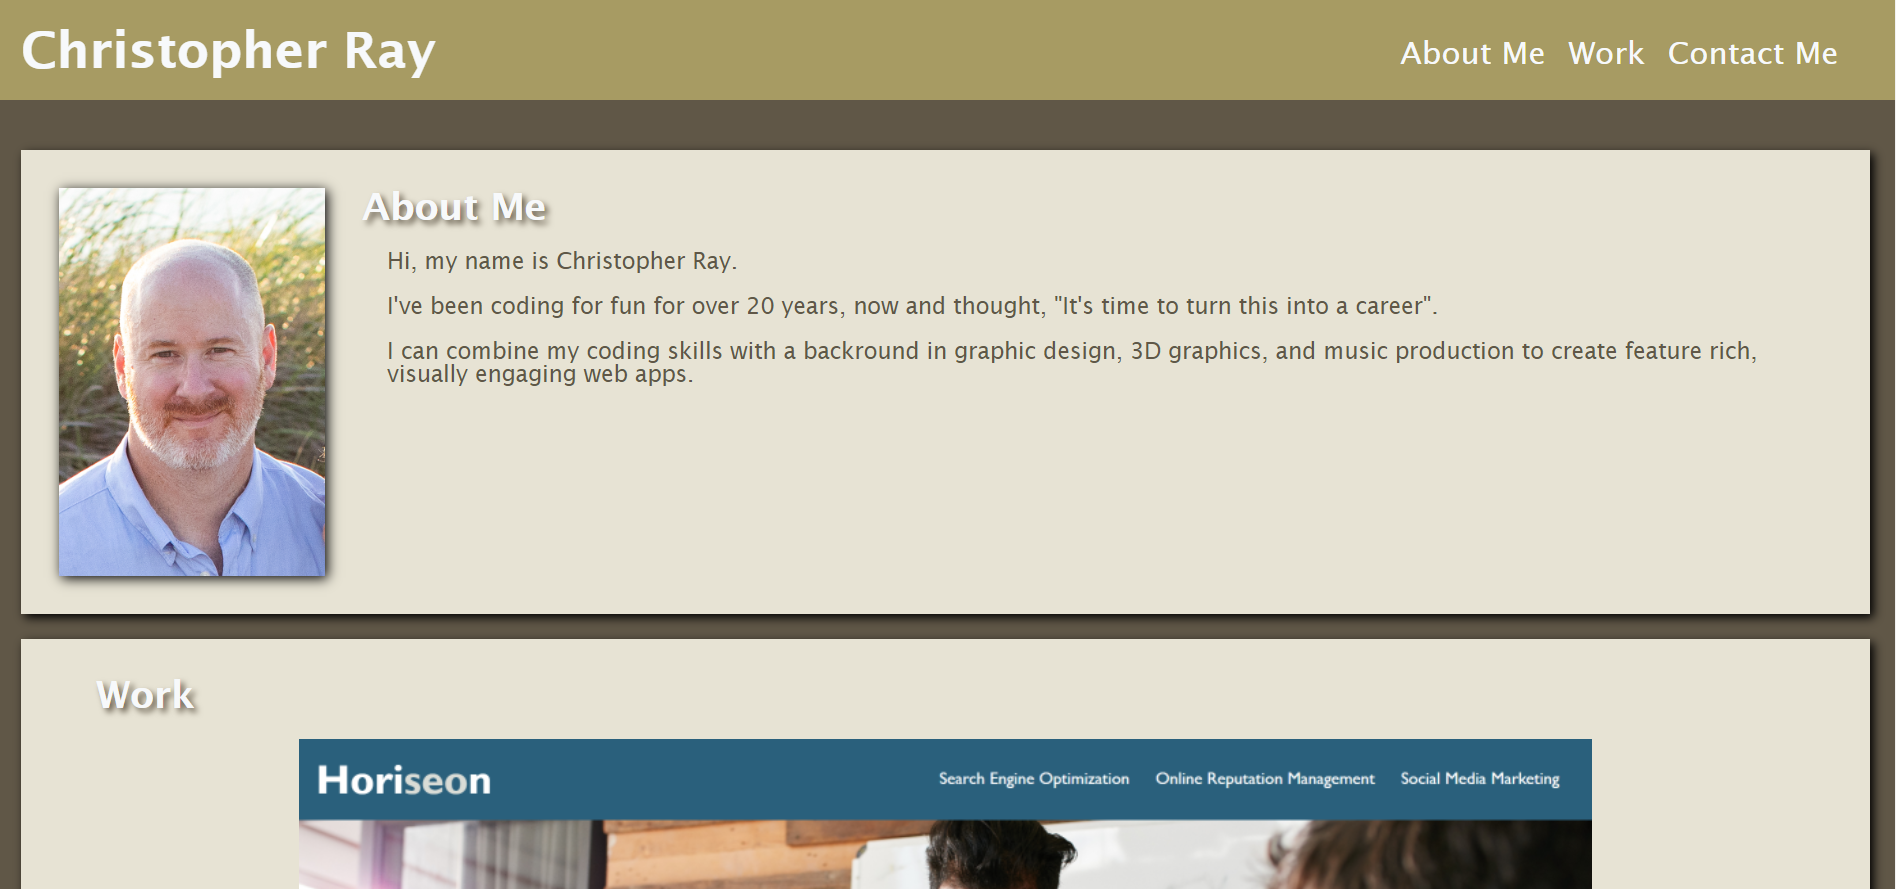 Christopher Ray
About Me Work Contact Me
About Me
Hi, my name is Christopher Ray.
I've been coding for fun for over 20 years, now and thought, "It's time to turn this into a career".
I can combine my coding skills with a backround in graphic design, 3D graphics, and music production to create feature rich,
visually engaging web apps.
Work
Horiseon
Search Engine Optimization Online Reputation Management Social Media Marketing